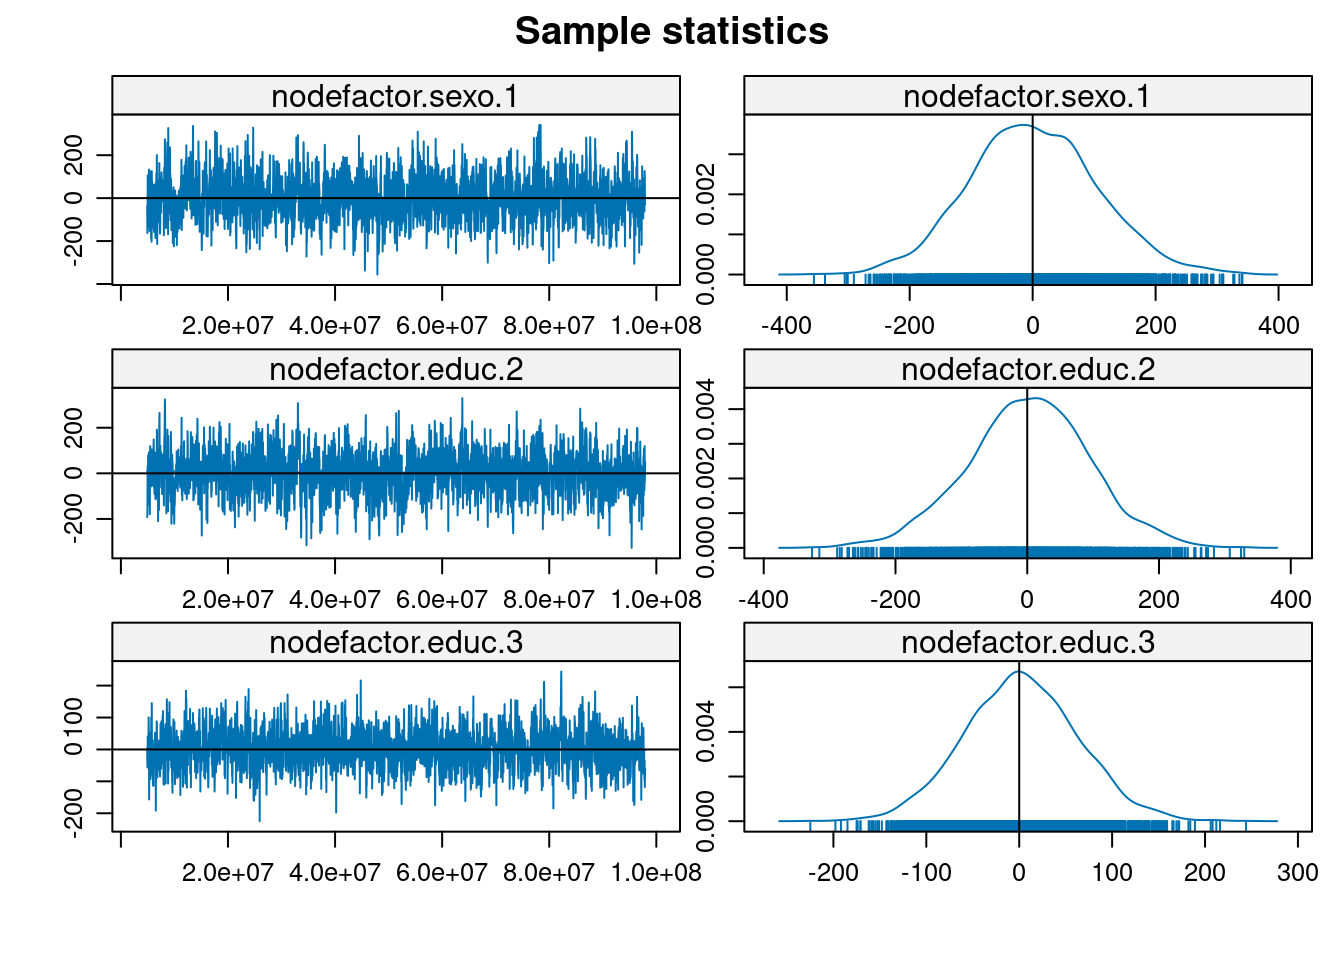 Sample statistics
nodefactor.sexo.1
nodefactor.sexo.1
-200 0 200
0.000 0.002
2.0e+07 4.0e+07 6.0e+07 8.0e+07 1.0e+08
-400 -200 0 200 400
nodefactor.educ.2
nodefactor.educ.2
-200 0 200
0.000 0.002 0.004
2.0e+07 4.0e+07 6.0e+07 8.0e+07 1.0e+08
-400 -200 0 200 400
nodefactor.educ.3
nodefactor.educ.3
-200 0 100
0.000 0.004
2.0e+07 4.0e+07 6.0e+07 8.0e+07 1.0e+08
-200 -100 0 100 200 300